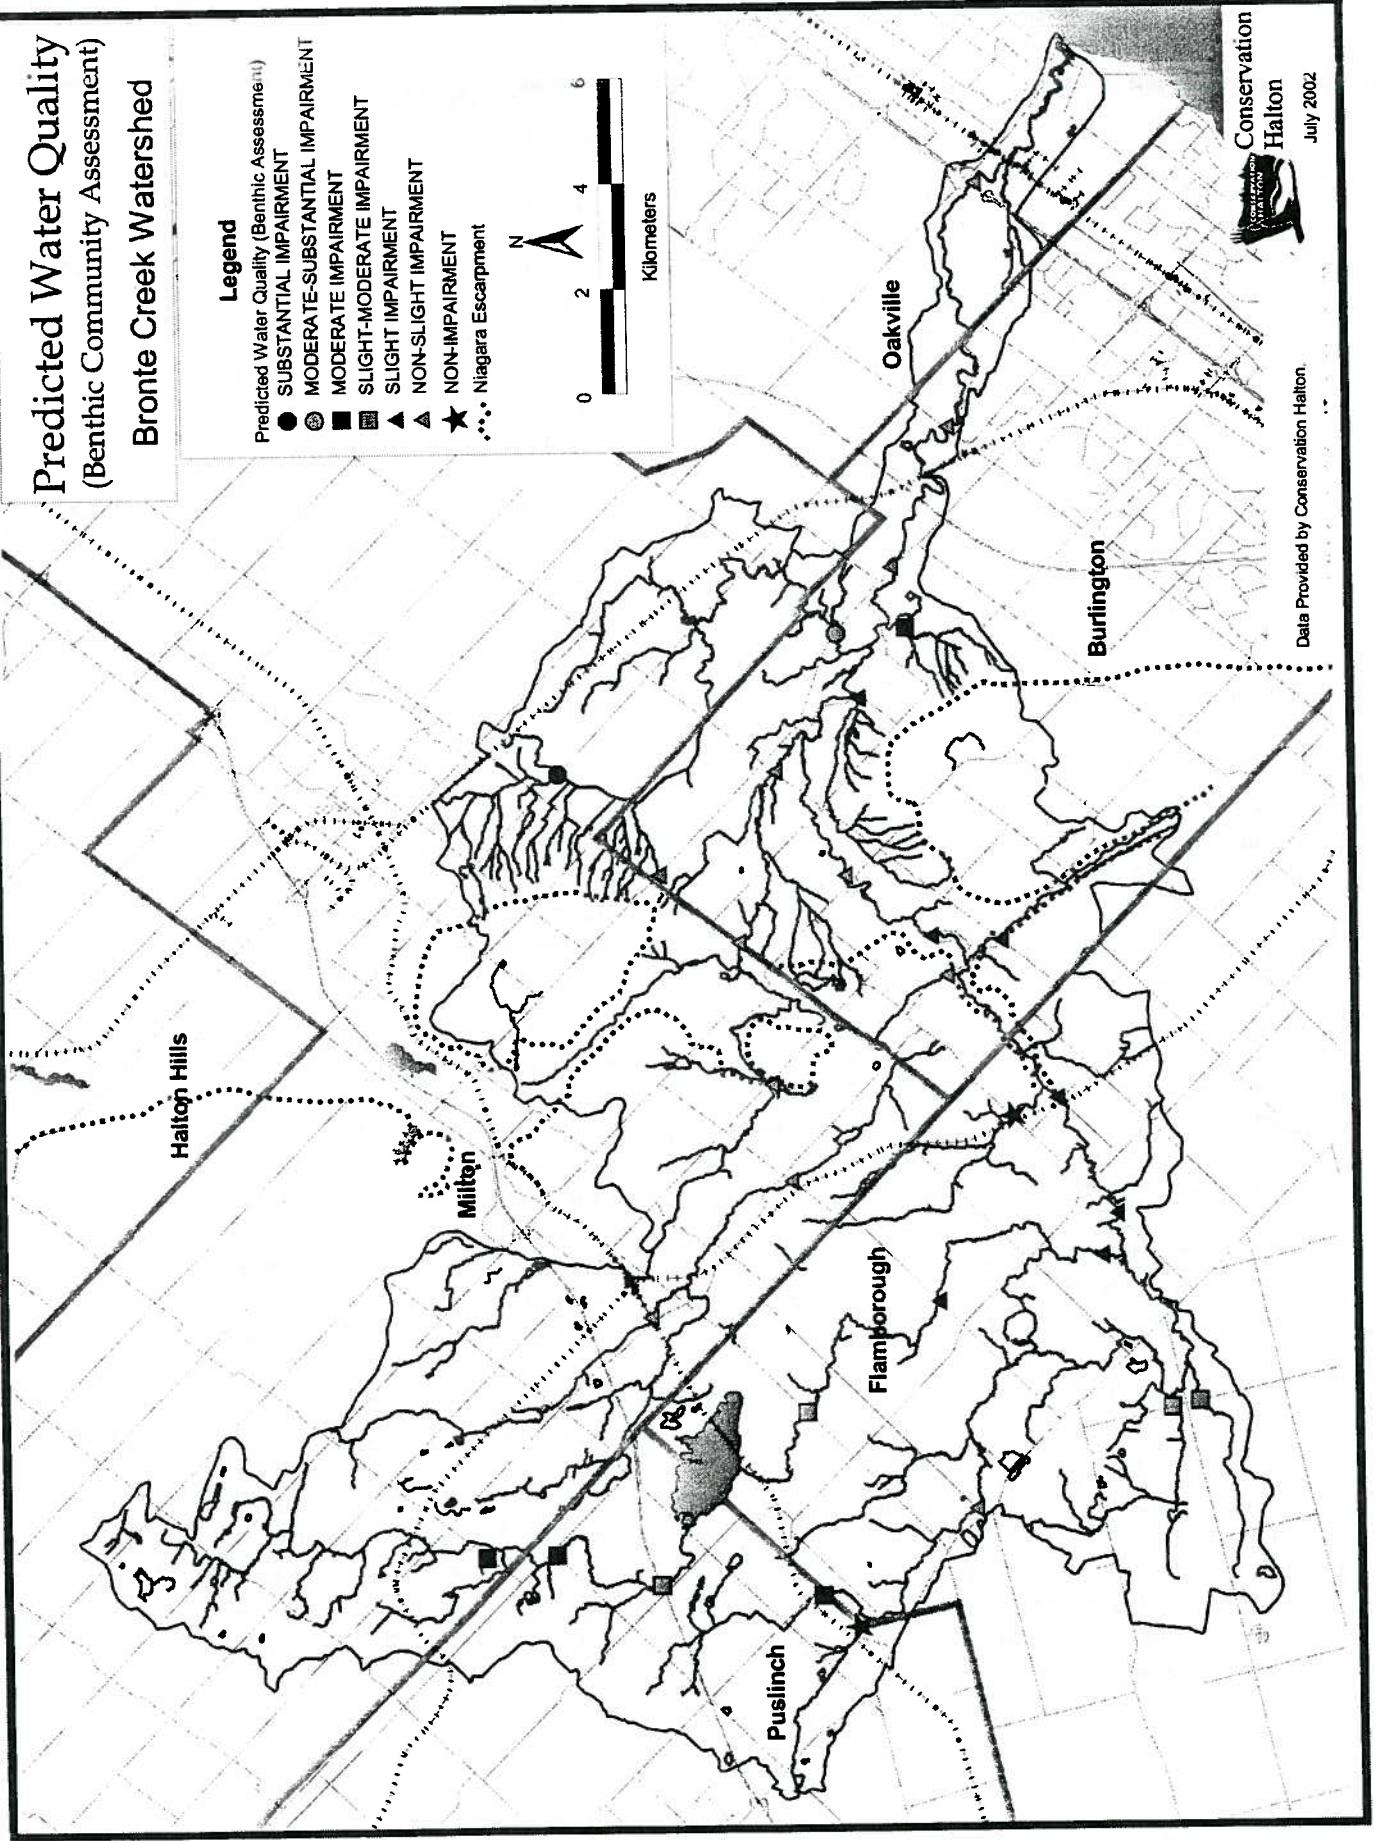 Predicted Water Quality
(Benthic Community Assessment)
Bronte Creek Watershed
Legend
Predicted Water Quality (Benthic Assessment)
SUBSTANTIAL IMPAIRMENT
MODERATE-SUBSTANTIAL IMPAIRMENT
MODERATE IMPAIRMENT
SLIGHT-MODERATE IMPAIRMENT
SLIGHT IMPAIRMENT
NON-SLIGHT IMPAIRMENT
NON-IMPAIRMENT
Niagara Escarpment
N
0 2 4 6
Kilometers
Halton Hills
Milton
Oakville
Burlington
Flamborough
Puslinch
Data Provided by Conservation Halton.
Conservation
Halton
July 2002